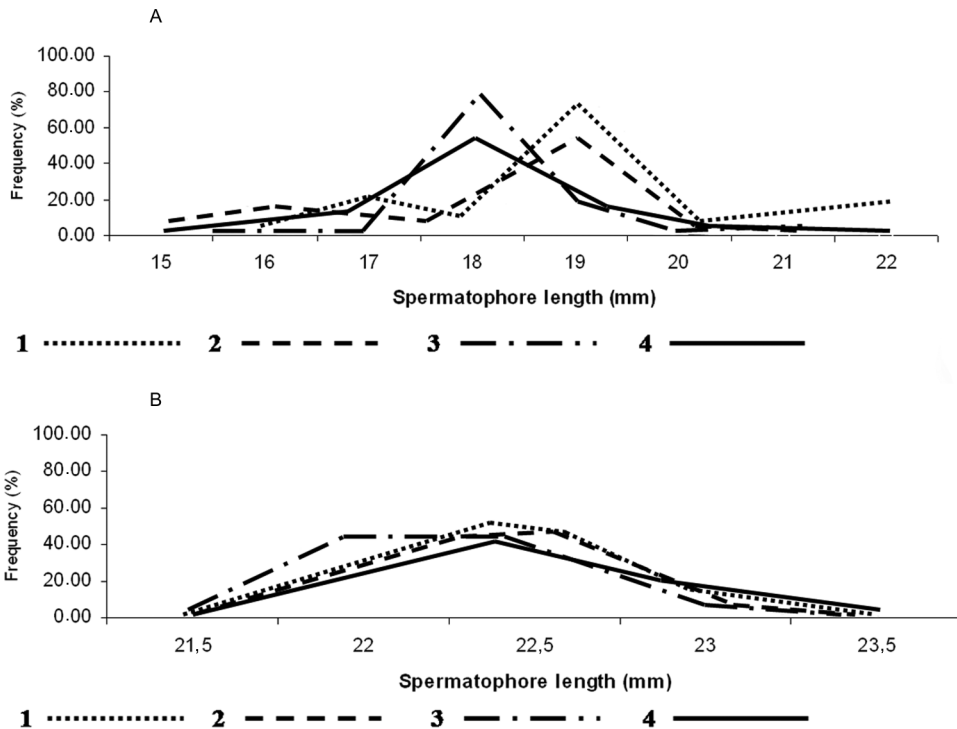 A
100.00
80.00
60.00
40.00
20.00
0.00
Frequency (%)
15 16 17 18 19 20 21 22
Spermatophore length (mm)
1 2 3 4
B
100.00
80.00
60.00
40.00
20.00
0.00
Frequency (%)
21,5 22 22,5 23 23,5
Spermatophore length (mm)
1 2 3 4